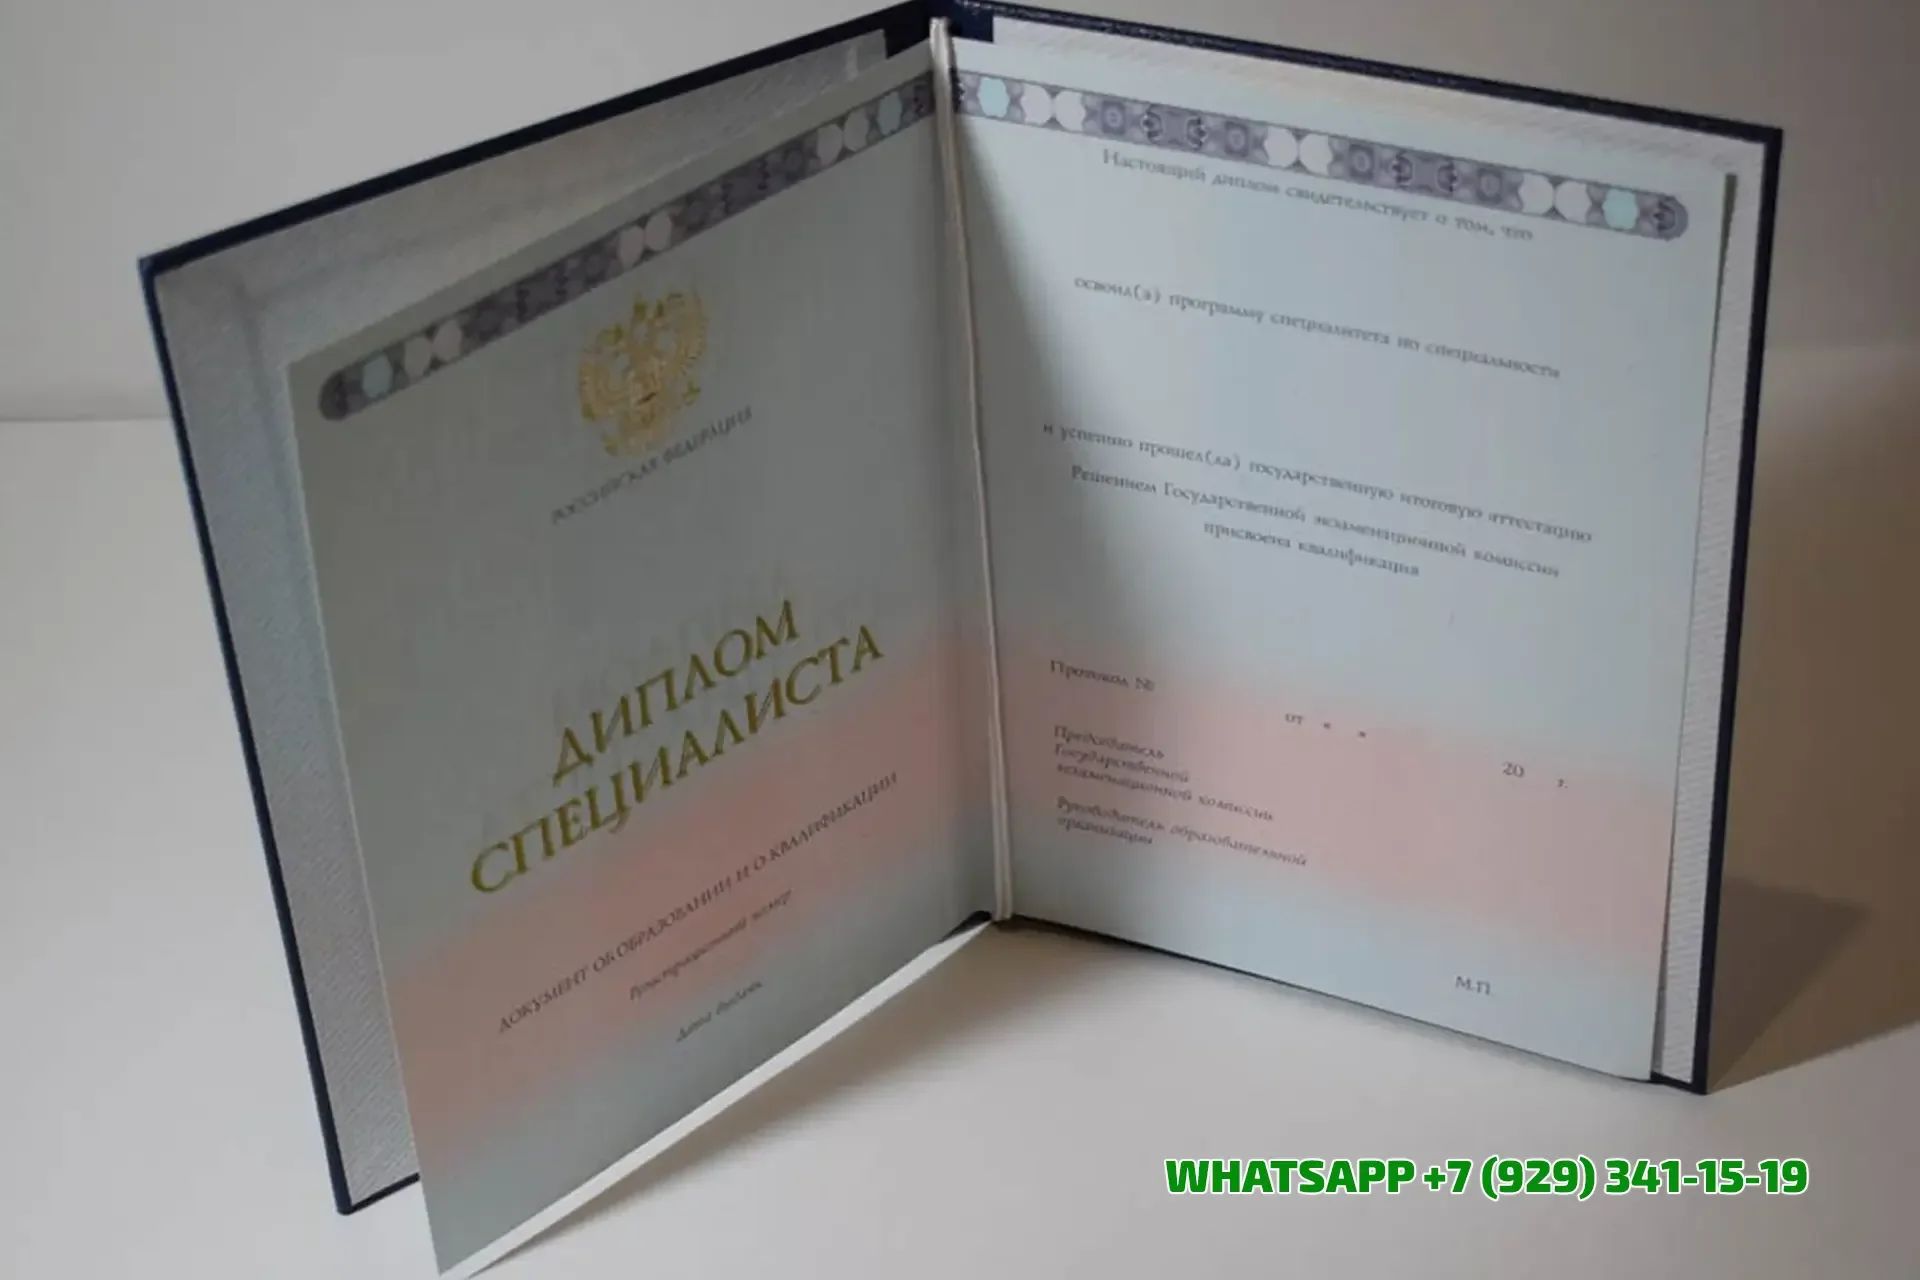 РОССИЙСКАЯ ФЕДЕРАЦИЯ
ДИПЛОМ
СПЕЦИАЛИСТА
ДОКУМЕНТ ОБ ОБРАЗОВАНИИ И О КВАЛИФИКАЦИИ
Регистрационный номер
Дата выдачи
Настоящий диплом свидетельствует о том, что
освоил(а) программу специалитета по специальности
и успешно прошел(ла) государственную итоговую аттестацию
Решением Государственной экзаменационной комиссии
присвоена квалификация
Протокол №
от « » 20 г.
Председатель
Государственной
экзаменационной комиссии
Руководитель образовательной
организации
М.П.
WHATSAPP +7 (929) 341-15-19